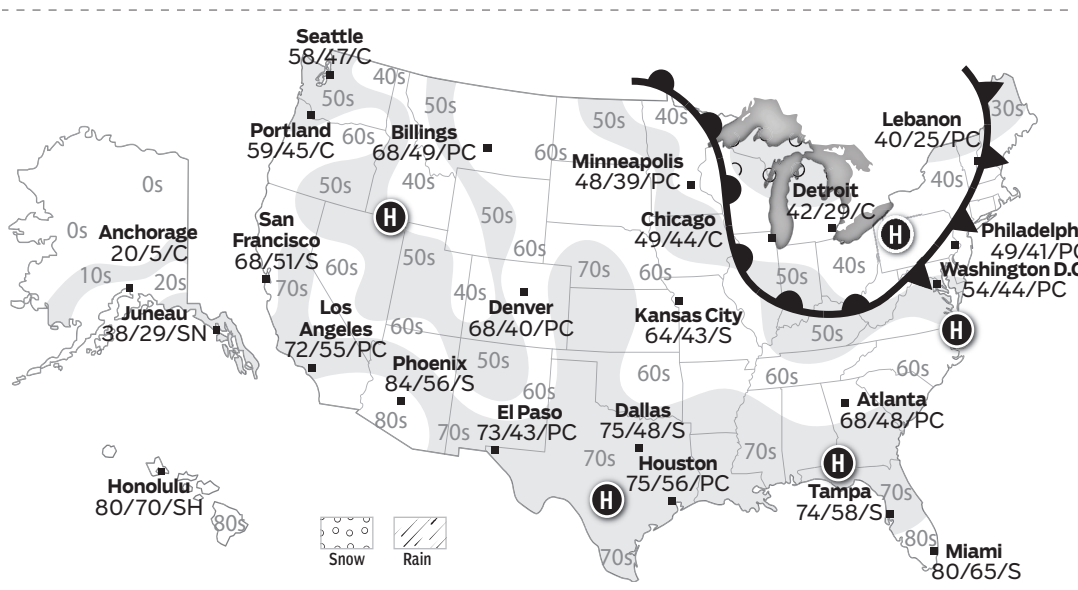 Seattle
58/47/C
40s
50s
Portland
59/45/C
60s
Billings
68/49/PC
50s
60s
50s
40s
Minneapolis
48/39/PC
Lebanon
40/25/PC
30s
40s
Detroit
42/29/C
Chicago
49/44/C
H
H
50s
40s
50s
60s
San
Francisco
68/51/S
70s
60s
50s
40s
Denver
68/40/PC
70s
60s
Kansas City
64/43/S
50s
40s
50s
Philadelph
49/41/PC
Washington D.C
54/44/PC
H
0s
0s
Anchorage
20/5/C
10s
20s
Juneau
38/29/SN
Los
Angeles
72/55/PC
60s
Phoenix
84/56/S
80s
50s
60s
70s
El Paso
73/43/PC
Dallas
75/48/S
60s
70s
Houston
75/56/PC
H
70s
60s
60s
Atlanta
68/48/PC
70s
H
Tampa
74/58/S
70s
80s
Miami
80/65/S
Honolulu
80/70/SH
80s
Snow
Rain